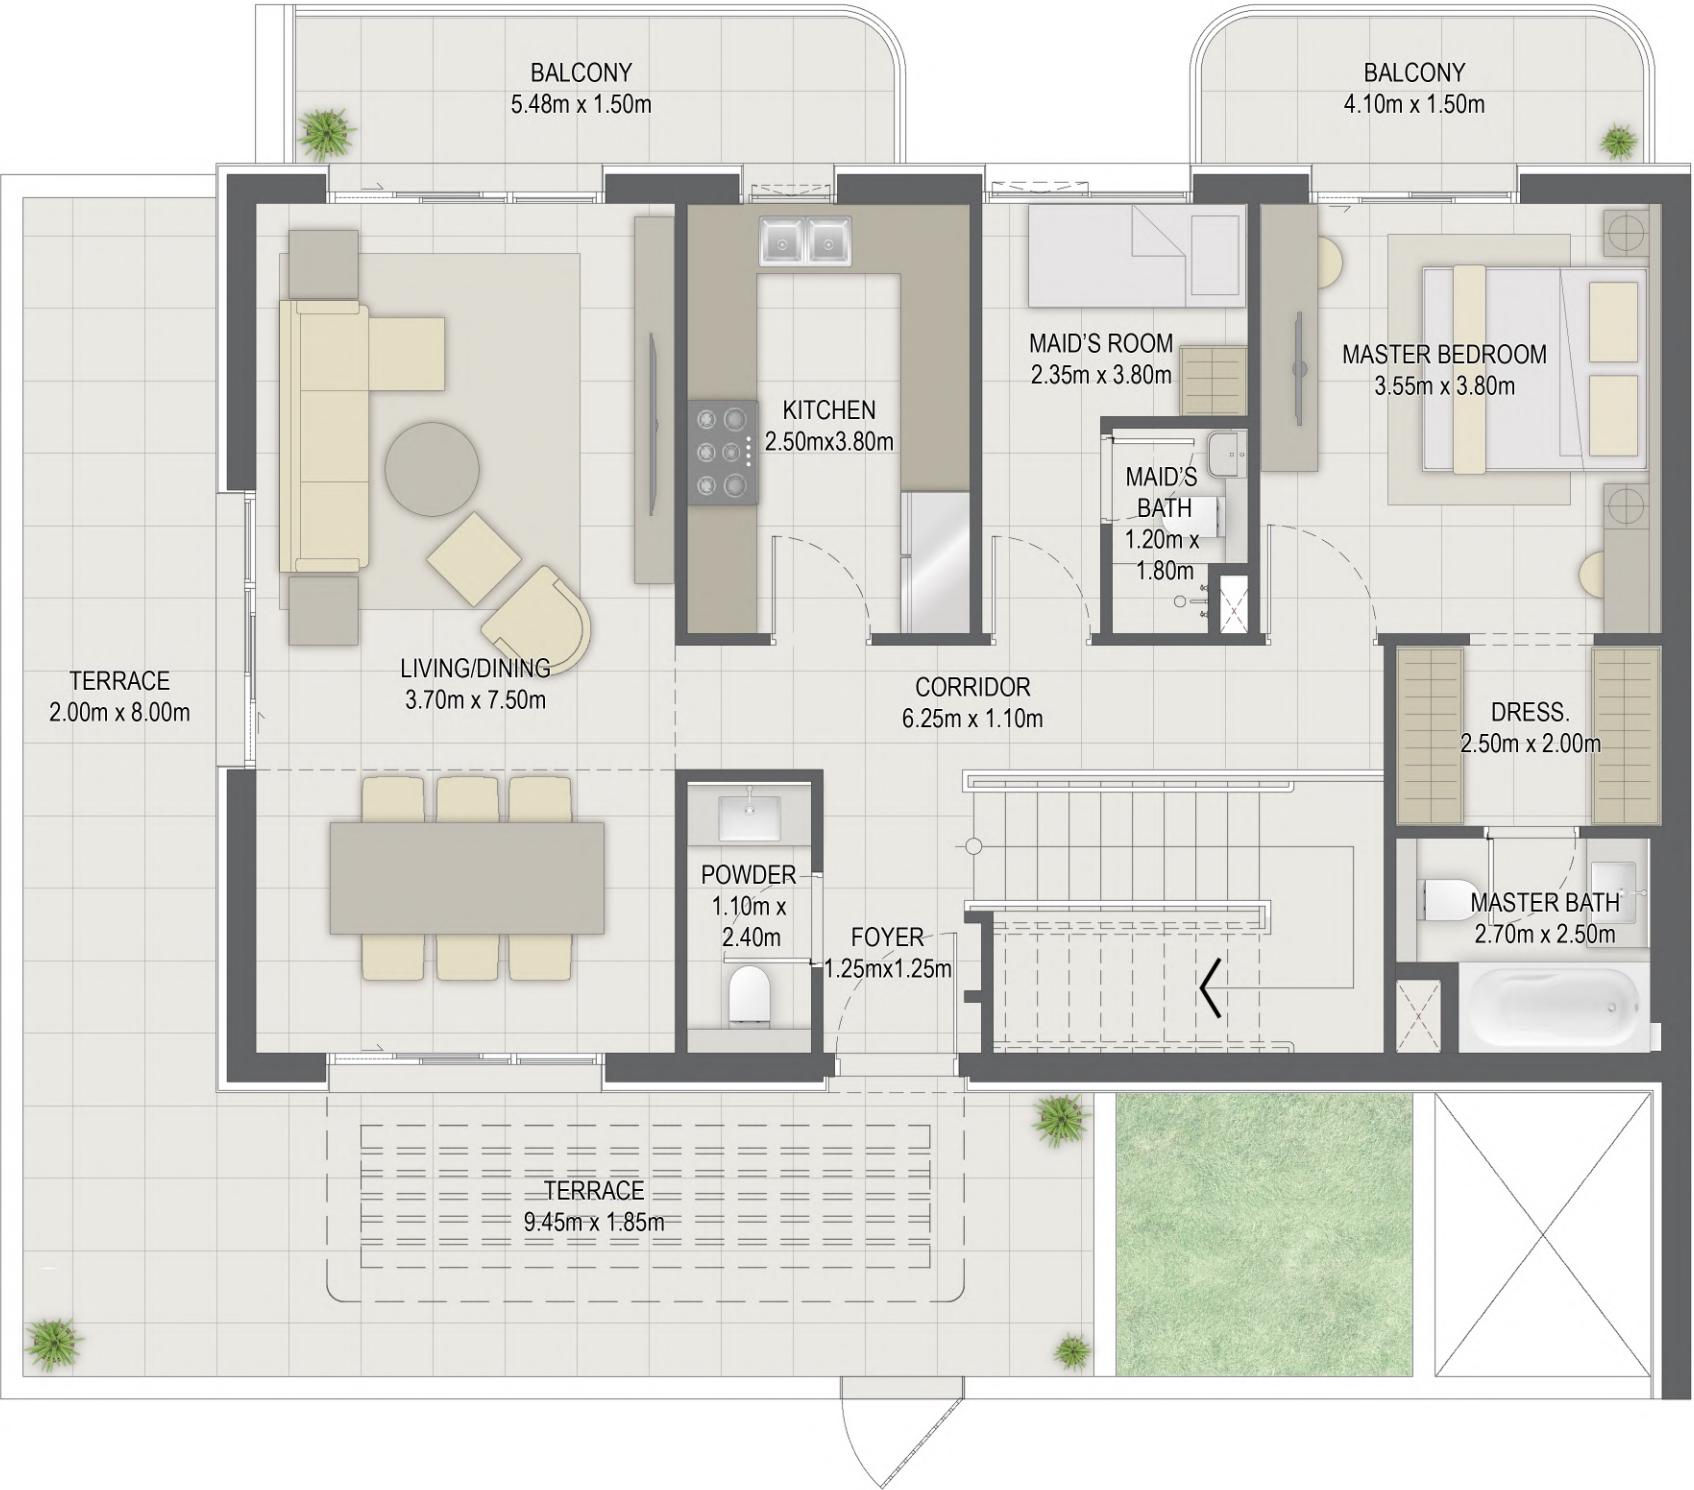 BALCONY
5.48m x 1.50m
BALCONY
4.10m x 1.50m
MAID'S ROOM
2.35m x 3.80m
MASTER BEDROOM
3.55m x 3.80m
KITCHEN
2.50mx3.80m
MAID'S
BATH
1.20m x
1.80m
TERRACE
2.00m x 8.00m
LIVING/DINING
3.70m x 7.50m
CORRIDOR
6.25m x 1.10m
DRESS.
2.50m x 2.00m
POWDER
1.10m x
2.40m
FOYER
1.25mx1.25m
MASTER BATH
2.70m x 2.50m
TERRACE
9.45m x 1.85m